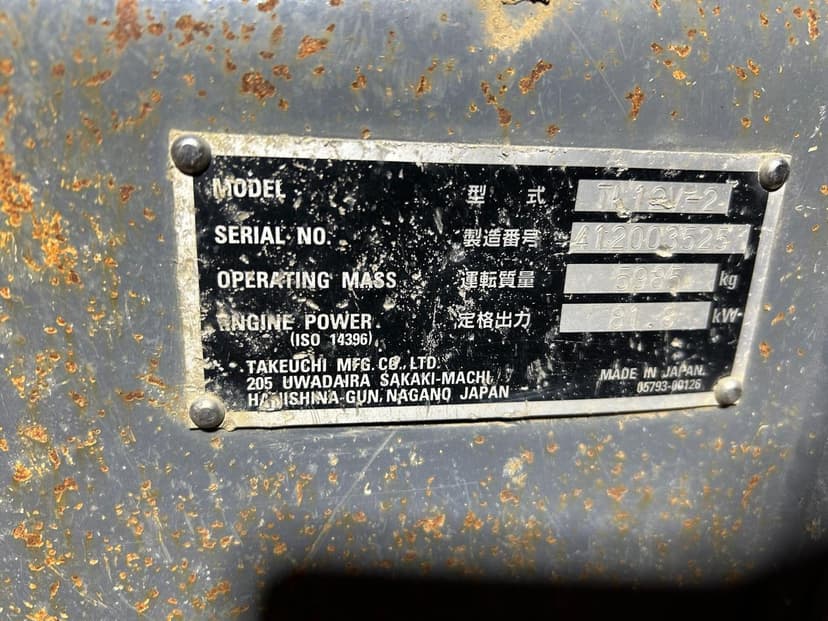 MODEL 型式 TL12V-2
SERIAL NO. 製造番号 412003525
OPERATING MASS 運転質量 5985 kg
ENGINE POWER 定格出力 81.8 kW
(ISO 14396)
TAKEUCHI MFG. CO., LTD.
205 UWADAIRA SAKAKI-MACHI,
HANISHINA-GUN, NAGANO JAPAN
MADE IN JAPAN.
05793-00126